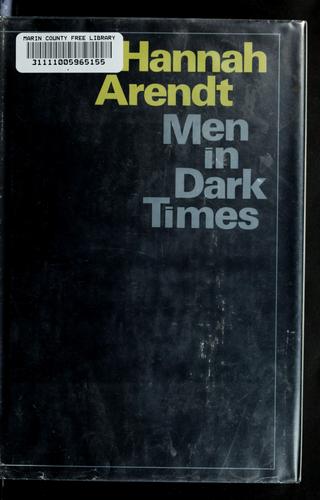 MARIN COUNTY FREE LIBRARY
31111005965155
Hannah
Arendt
Men
in
Dark
Times